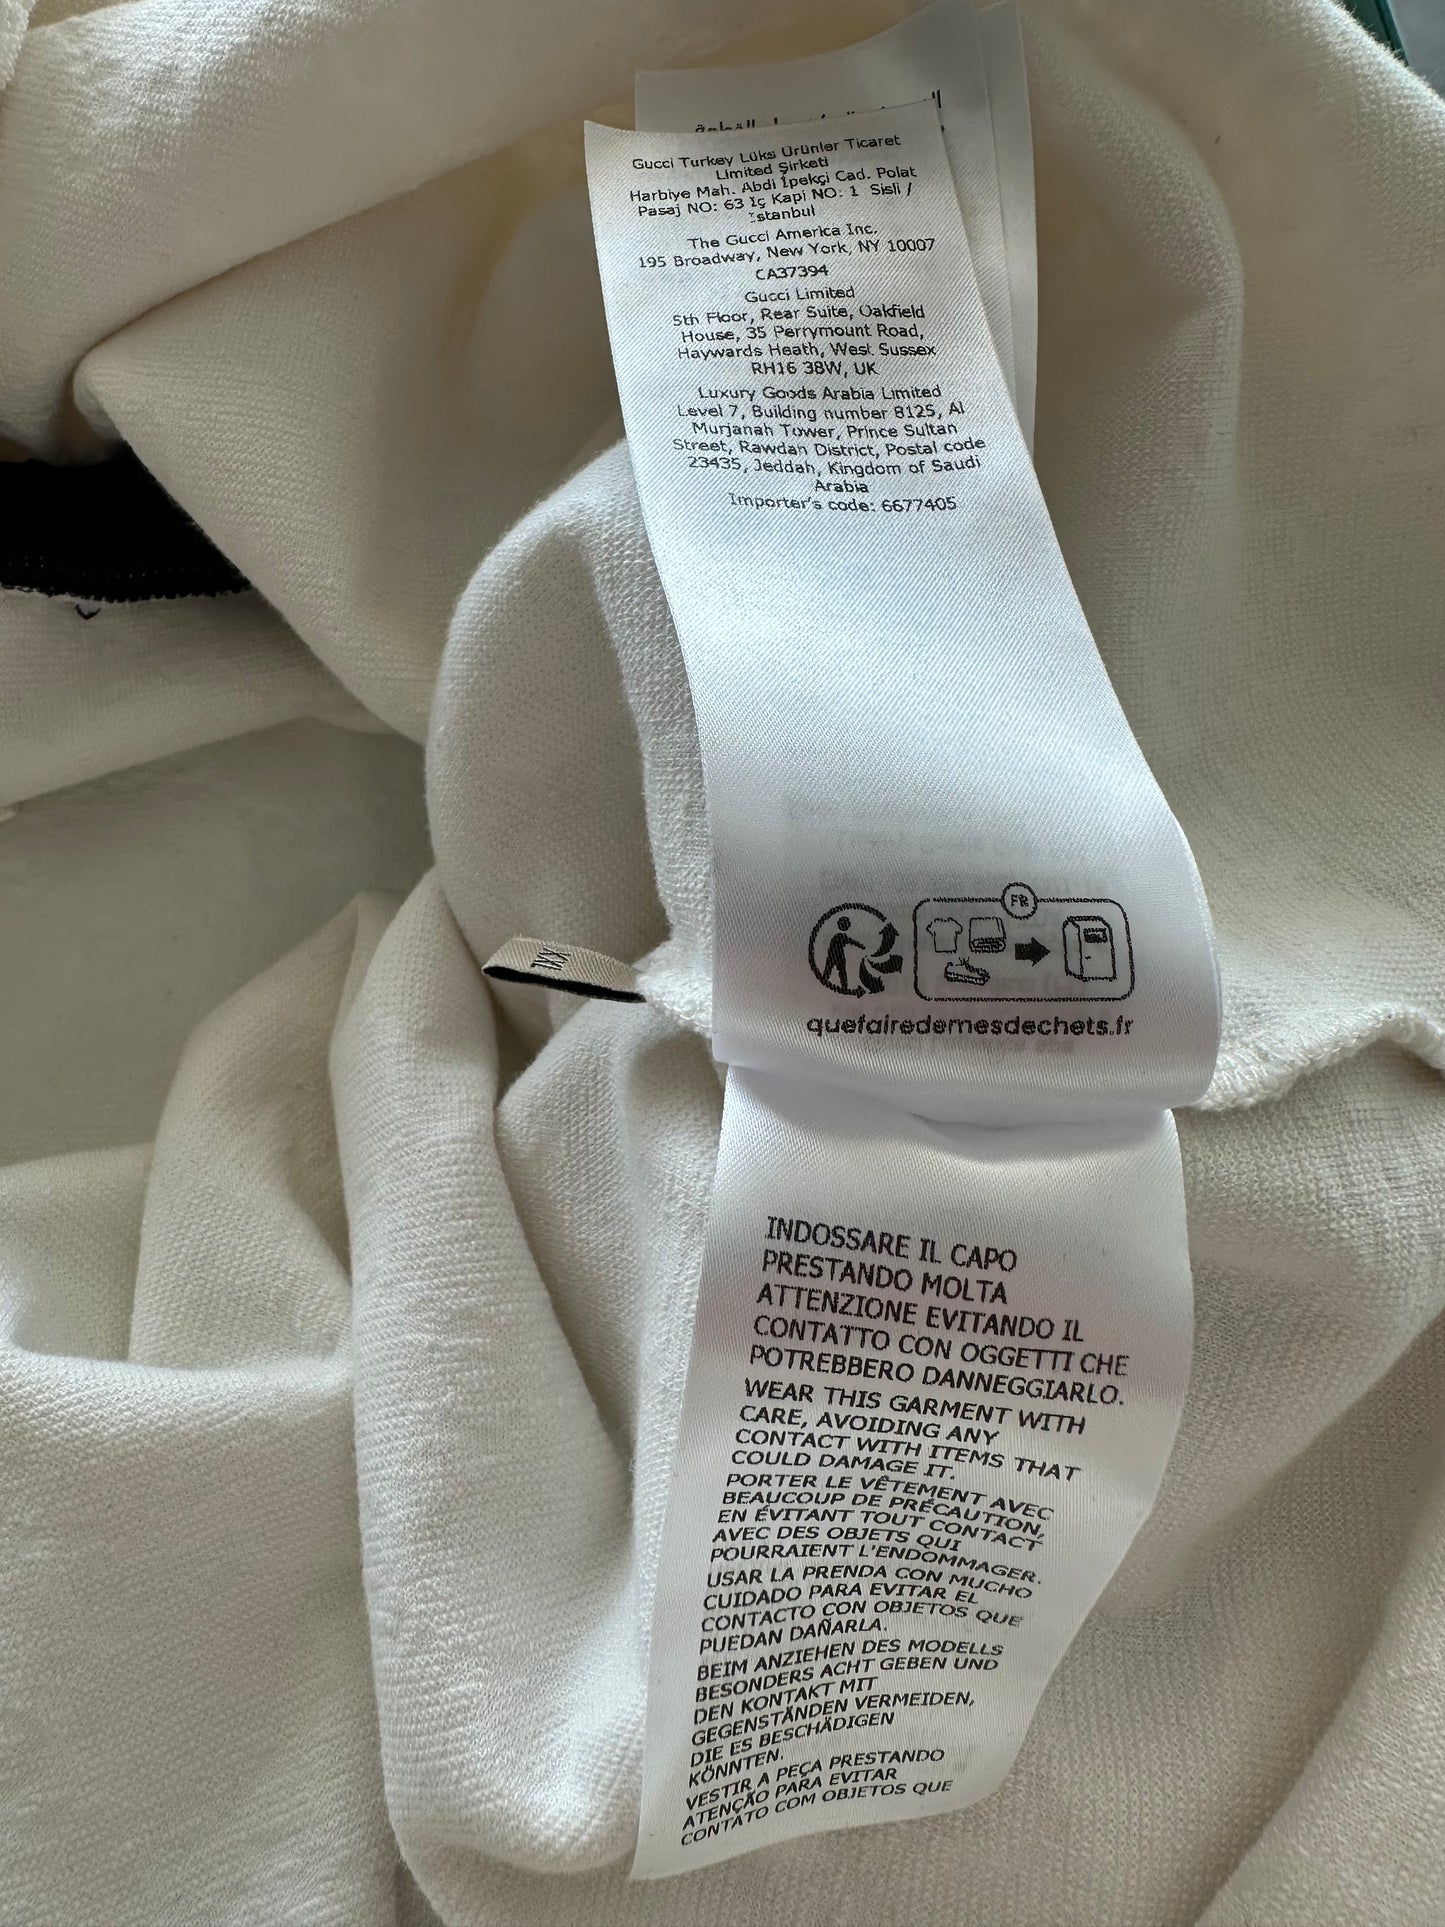 Gucci Turkey Lüks Ürünler Ticaret
Limited Şirketi
Harbiye Mah. Abdi İpekçi Cad. Polat
Pasaj NO: 63 İç Kapi NO: 1 Sisli /
İstanbul
The Gucci America Inc.
195 Broadway, New York, NY 10007
CA37394
Gucci Limited
5th Floor, Rear Suite, Oakfield
House, 35 Perrymount Road,
Haywards Heath, West Sussex
RH16 3BW, UK
Luxury Goods Arabia Limited
Level 7, Building number 8125, Al
Murjanah Tower, Prince Sultan
Street, Rawdan District, Postal code
23435, Jeddah, Kingdom of Saudi
Arabia
Importer's code: 6677405
FR
XXL
quefairedemesdechets.fr
INDOSSARE IL CAPO
PRESTANDO MOLTA
ATTENZIONE EVITANDO IL
CONTATTO CON OGGETTI CHE
POTREBBERO DANNEGGIARLO.
WEAR THIS GARMENT WITH
CARE, AVOIDING ANY
CONTACT WITH ITEMS THAT
COULD DAMAGE IT.
PORTER LE VÊTEMENT AVEC
BEAUCOUP DE PRÉCAUTION,
EN ÉVITANT TOUT CONTACT
AVEC DES OBJETS QUI
POURRAIENT L'ENDOMMAGER.
USAR LA PRENDA CON MUCHO
CUIDADO PARA EVITAR EL
CONTACTO CON OBJETOS QUE
PUEDAN DAÑARLA.
BEIM ANZIEHEN DES MODELLS
BESONDERS ACHT GEBEN UND
DEN KONTAKT MIT
GEGENSTÄNDEN VERMEIDEN,
DIE ES BESCHÄDIGEN
KÖNNTEN.
VESTIR A PEÇA PRESTANDO
ATENÇÃO PARA EVITAR
CONTATO COM OBJETOS QUE